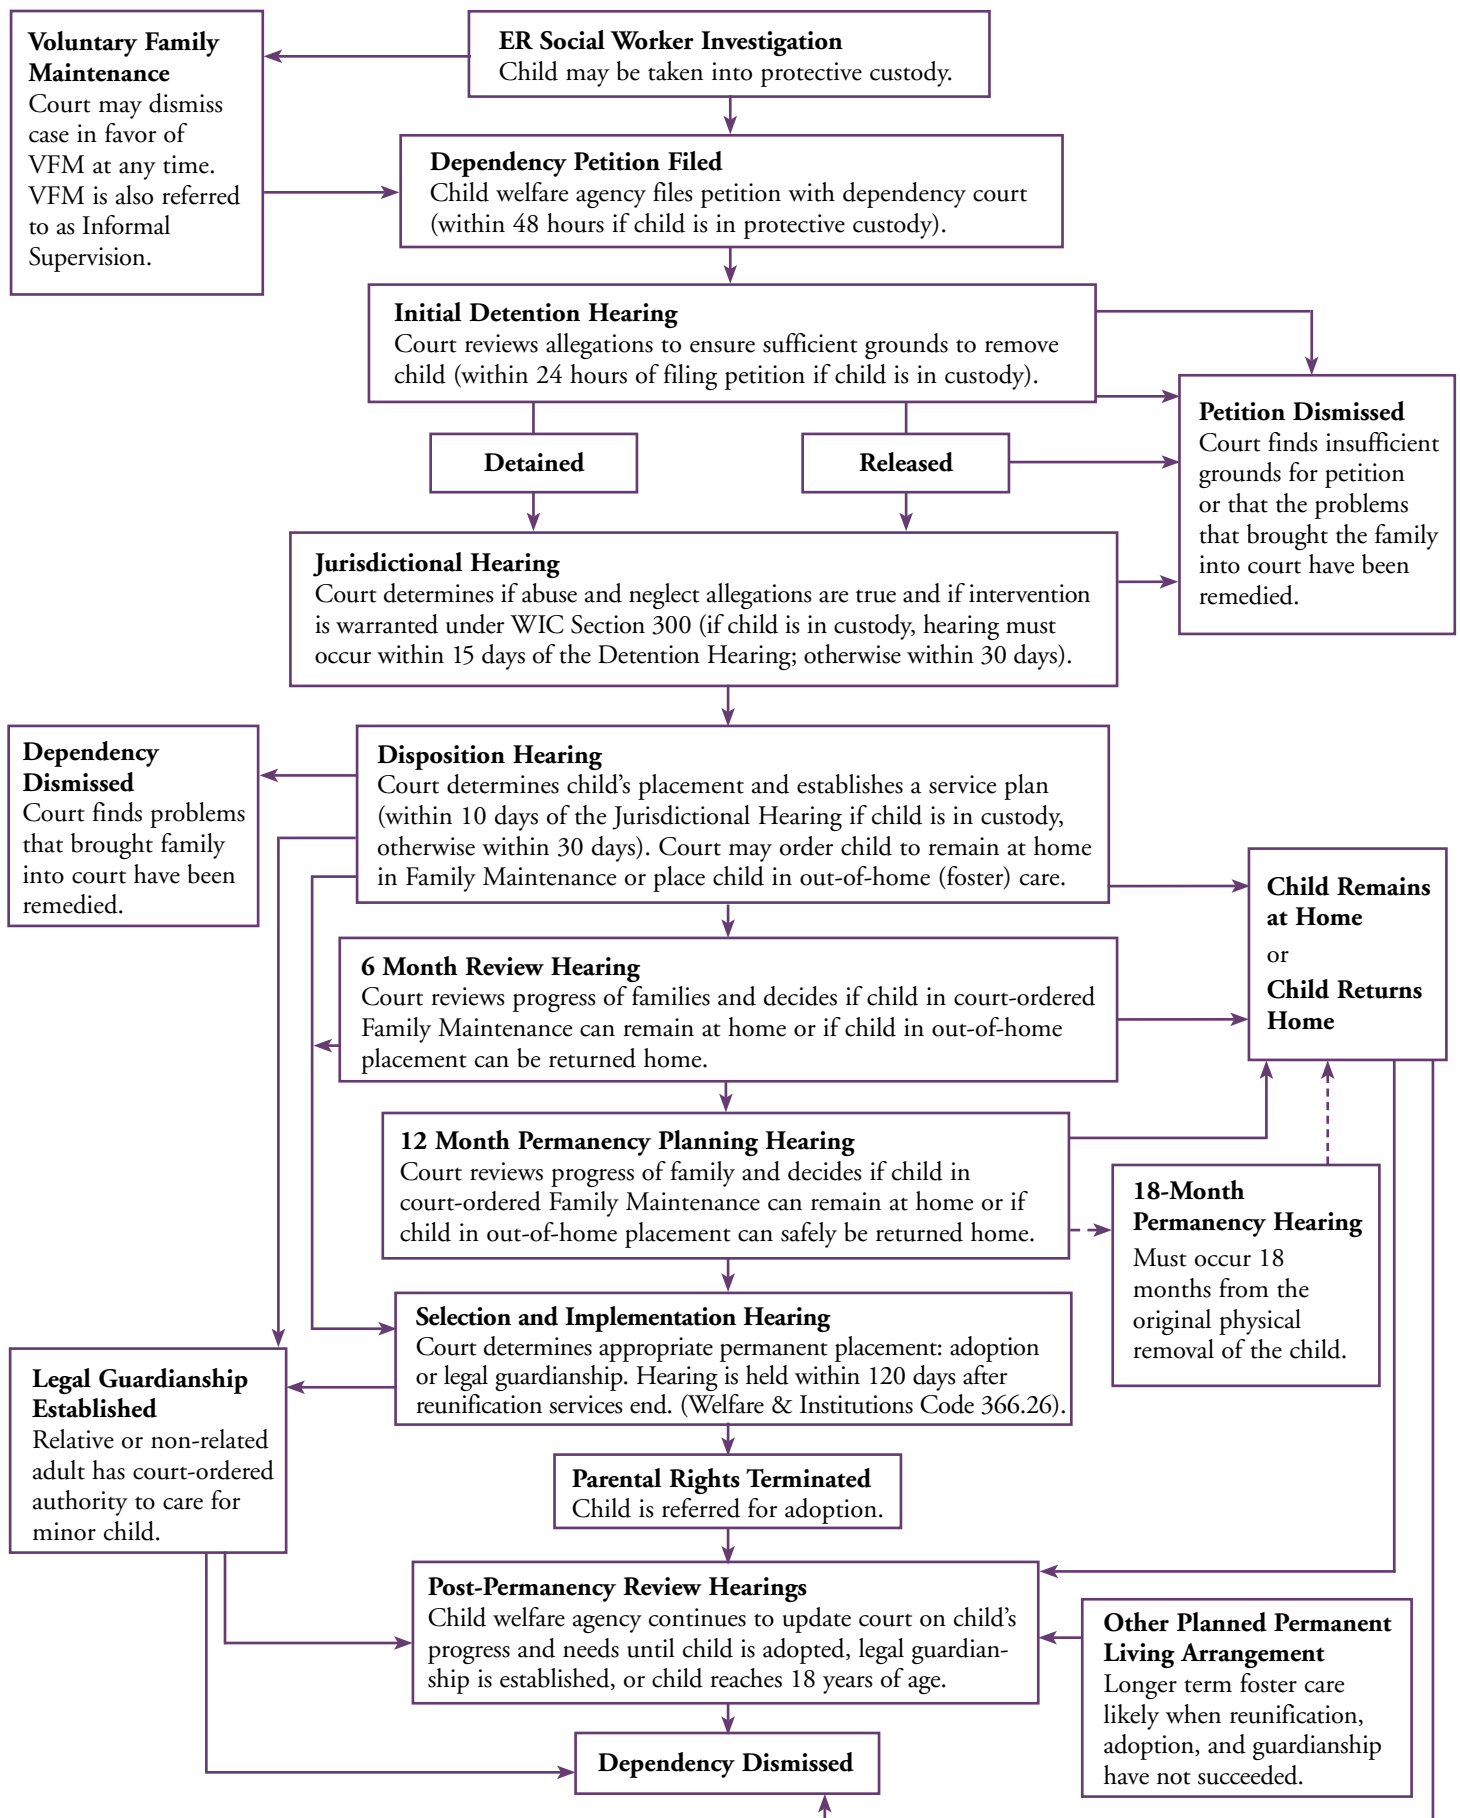 Voluntary Family
Maintenance
Court may dismiss
case in favor of
VFM at any time.
VFM is also referred
to as Informal
Supervision.
ER Social Worker Investigation
Child may be taken into protective custody.
Dependency Petition Filed
Child welfare agency files petition with dependency court
(within 48 hours if child is in protective custody).
Initial Detention Hearing
Court reviews allegations to ensure sufficient grounds to remove
child (within 24 hours of filing petition if child is in custody).
Detained
Released
Petition Dismissed
Court finds insufficient
grounds for petition
or that the problems
that brought the family
into court have been
remedied.
Jurisdictional Hearing
Court determines if abuse and neglect allegations are true and if intervention
is warranted under WIC Section 300 (if child is in custody, hearing must
occur within 15 days of the Detention Hearing; otherwise within 30 days).
Dependency
Dismissed
Court finds problems
that brought family
into court have been
remedied.
Disposition Hearing
Court determines child's placement and establishes a service plan
(within 10 days of the Jurisdictional Hearing if child is in custody,
otherwise within 30 days). Court may order child to remain at home
in Family Maintenance or place child in out-of-home (foster) care.
Child Remains
at Home
or
Child Returns
Home
6 Month Review Hearing
Court reviews progress of families and decides if child in court-ordered
Family Maintenance can remain at home or if child in out-of-home
placement can be returned home.
12 Month Permanency Planning Hearing
Court reviews progress of family and decides if child in
court-ordered Family Maintenance can remain at home or if
child in out-of-home placement can safely be returned home.
18-Month
Permanency Hearing
Must occur 18
months from the
original physical
removal of the child.
Selection and Implementation Hearing
Court determines appropriate permanent placement: adoption
or legal guardianship. Hearing is held within 120 days after
reunification services end. (Welfare & Institutions Code 366.26).
Legal Guardianship
Established
Relative or non-related
adult has court-ordered
authority to care for
minor child.
Parental Rights Terminated
Child is referred for adoption.
Post-Permanency Review Hearings
Child welfare agency continues to update court on child's
progress and needs until child is adopted, legal guardian-
ship is established, or child reaches 18 years of age.
Other Planned Permanent
Living Arrangement
Longer term foster care
likely when reunification,
adoption, and guardianship
have not succeeded.
Dependency Dismissed